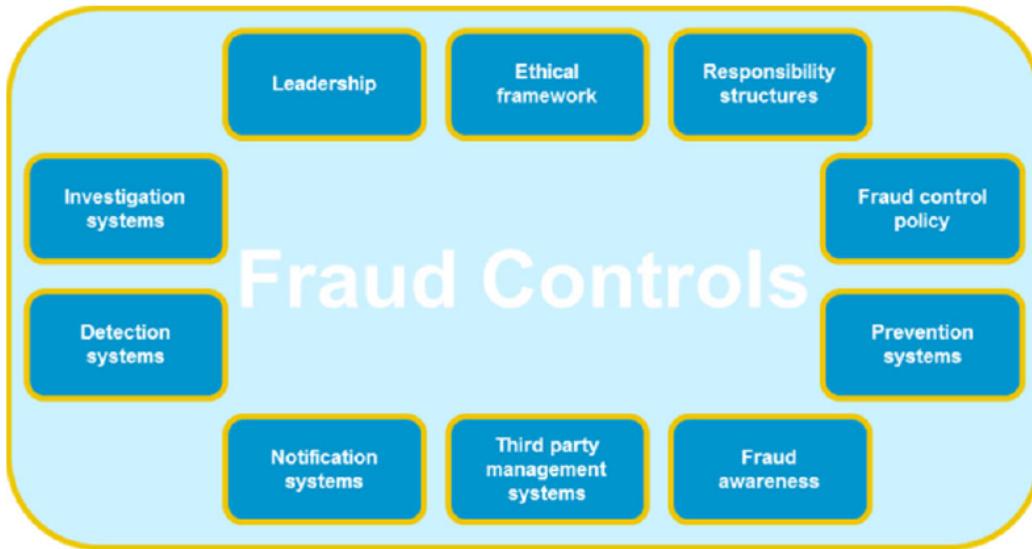 Leadership
Ethical
framework
Responsibility
structures
Investigation
systems
Fraud control
policy
Fraud Controls
Detection
systems
Prevention
systems
Notification
systems
Third party
management
systems
Fraud
awareness